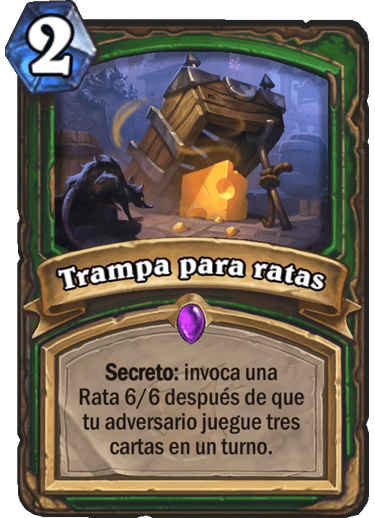 2
Trampa para ratas
Secreto: invoca una
Rata 6/6 después de que
tu adversario juegue tres
cartas en un turno.